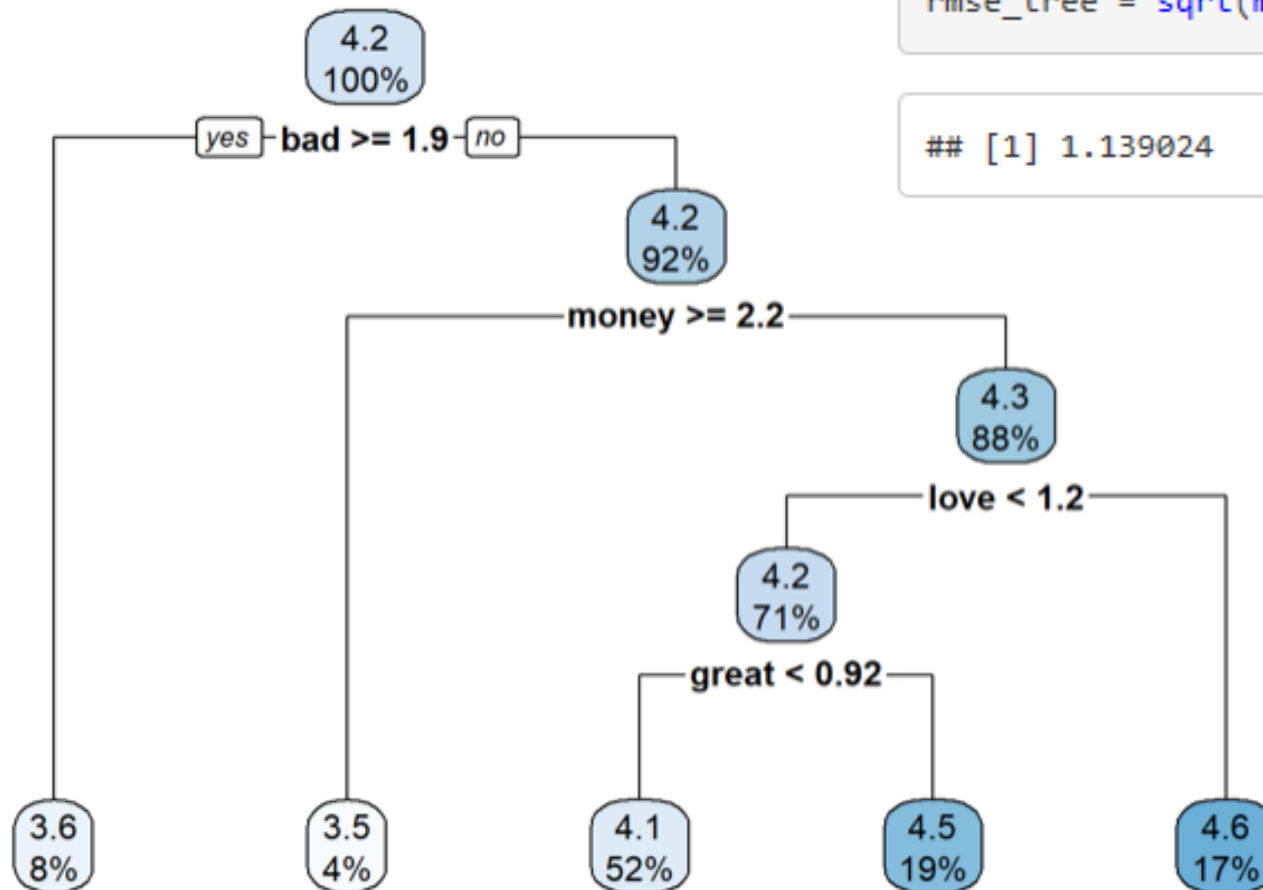 rmse_tree = sqrt(
## [1] 1.139024
4.2
100%
yes bad >= 1.9 no
4.2
92%
money >= 2.2
4.3
88%
love < 1.2
4.2
71%
great < 0.92
3.6 3.5 4.1 4.5 4.6
8% 4% 52% 19% 17%